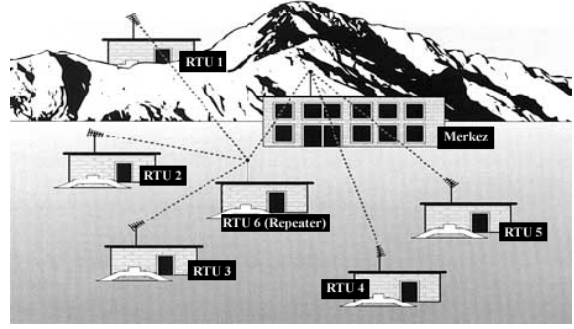 RTU 1
Merkez
RTU 2
RTU 6 (Repeater)
RTU 5
RTU 3
RTU 4